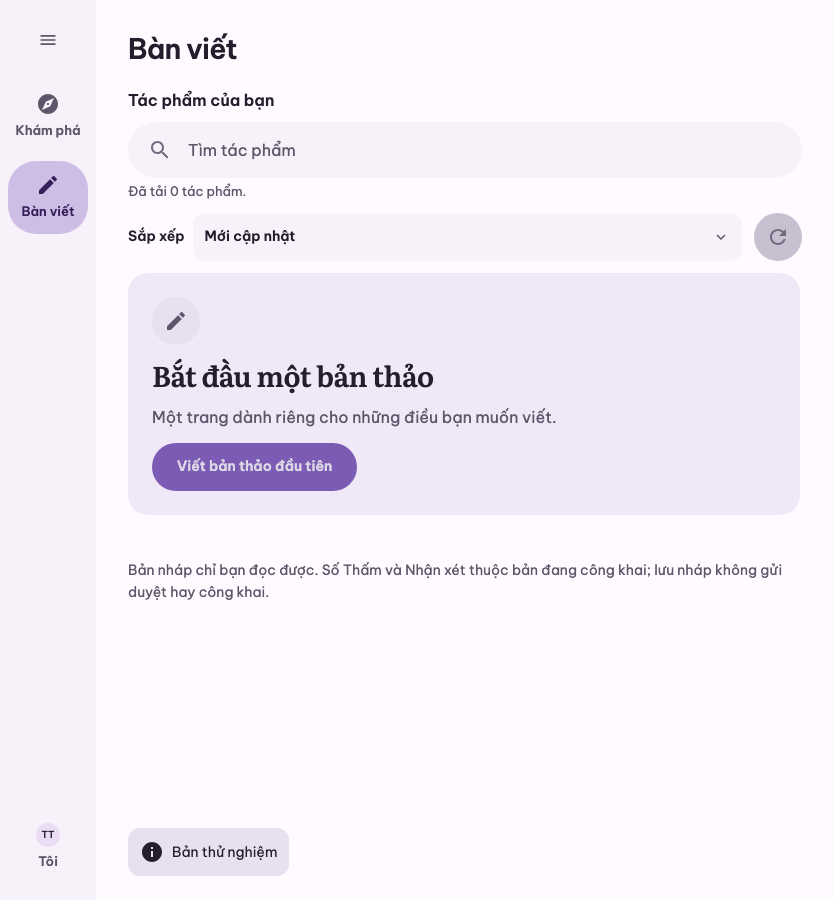 Bàn viết
Khám phá
Bàn viết
Tác phẩm của bạn
Tìm tác phẩm
Đã tải 0 tác phẩm.
Sắp xếp
Mới cập nhật
Bắt đầu một bản thảo
Một trang dành riêng cho những điều bạn muốn viết.
Viết bản thảo đầu tiên
Bản nháp chỉ bạn đọc được. Số Thấm và Nhận xét thuộc bản đang công khai; lưu nháp không gửi
duyệt hay công khai.
TT
Tôi
Bản thử nghiệm